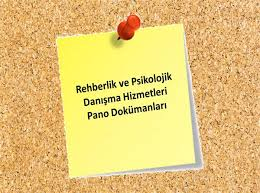 Rehberlik ve Psikolojik
Danışma Hizmetleri
Pano Dokümanları